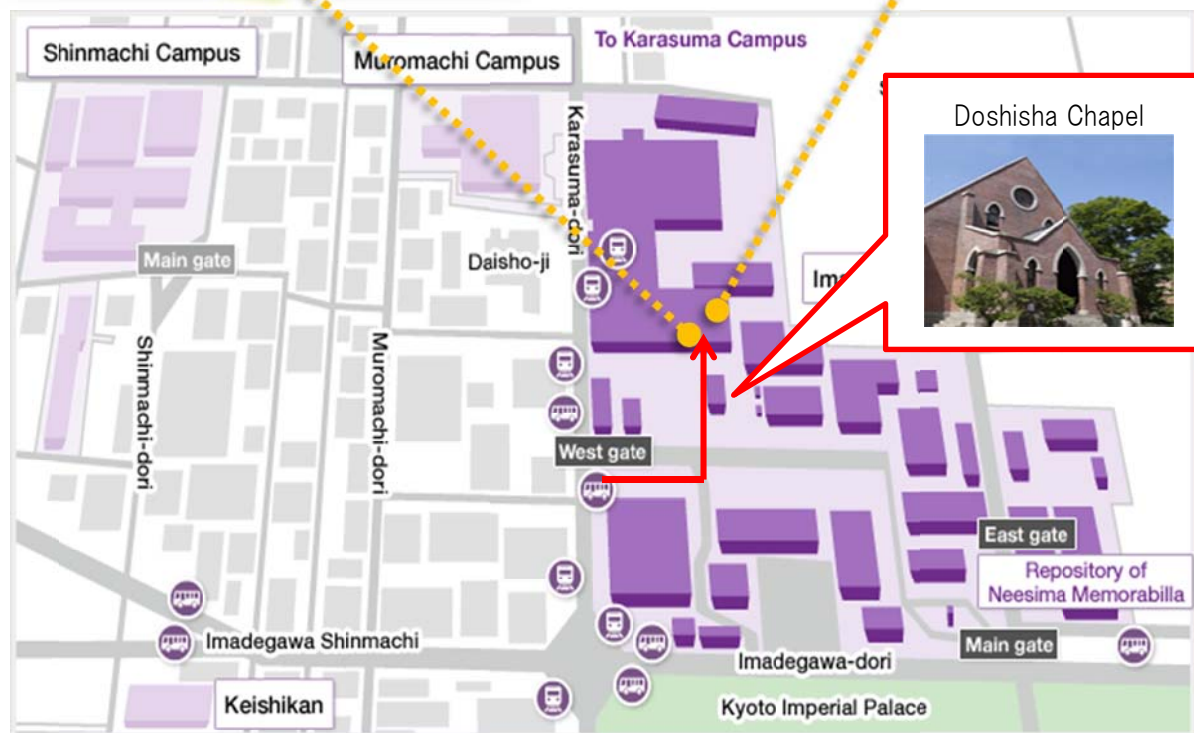 Shinmachi Campus
Muromachi Campus
To Karasuma Campus
Doshisha Chapel
Karasuma-dori
Main gate
Daisho-ji
Shinmachi-dori
Muromachi-dori
West gate
East gate
Repository of
Neesima Memorabilla
Imadegawa Shinmachi
Main gate
Imadegawa-dori
Keishikan
Kyoto Imperial Palace